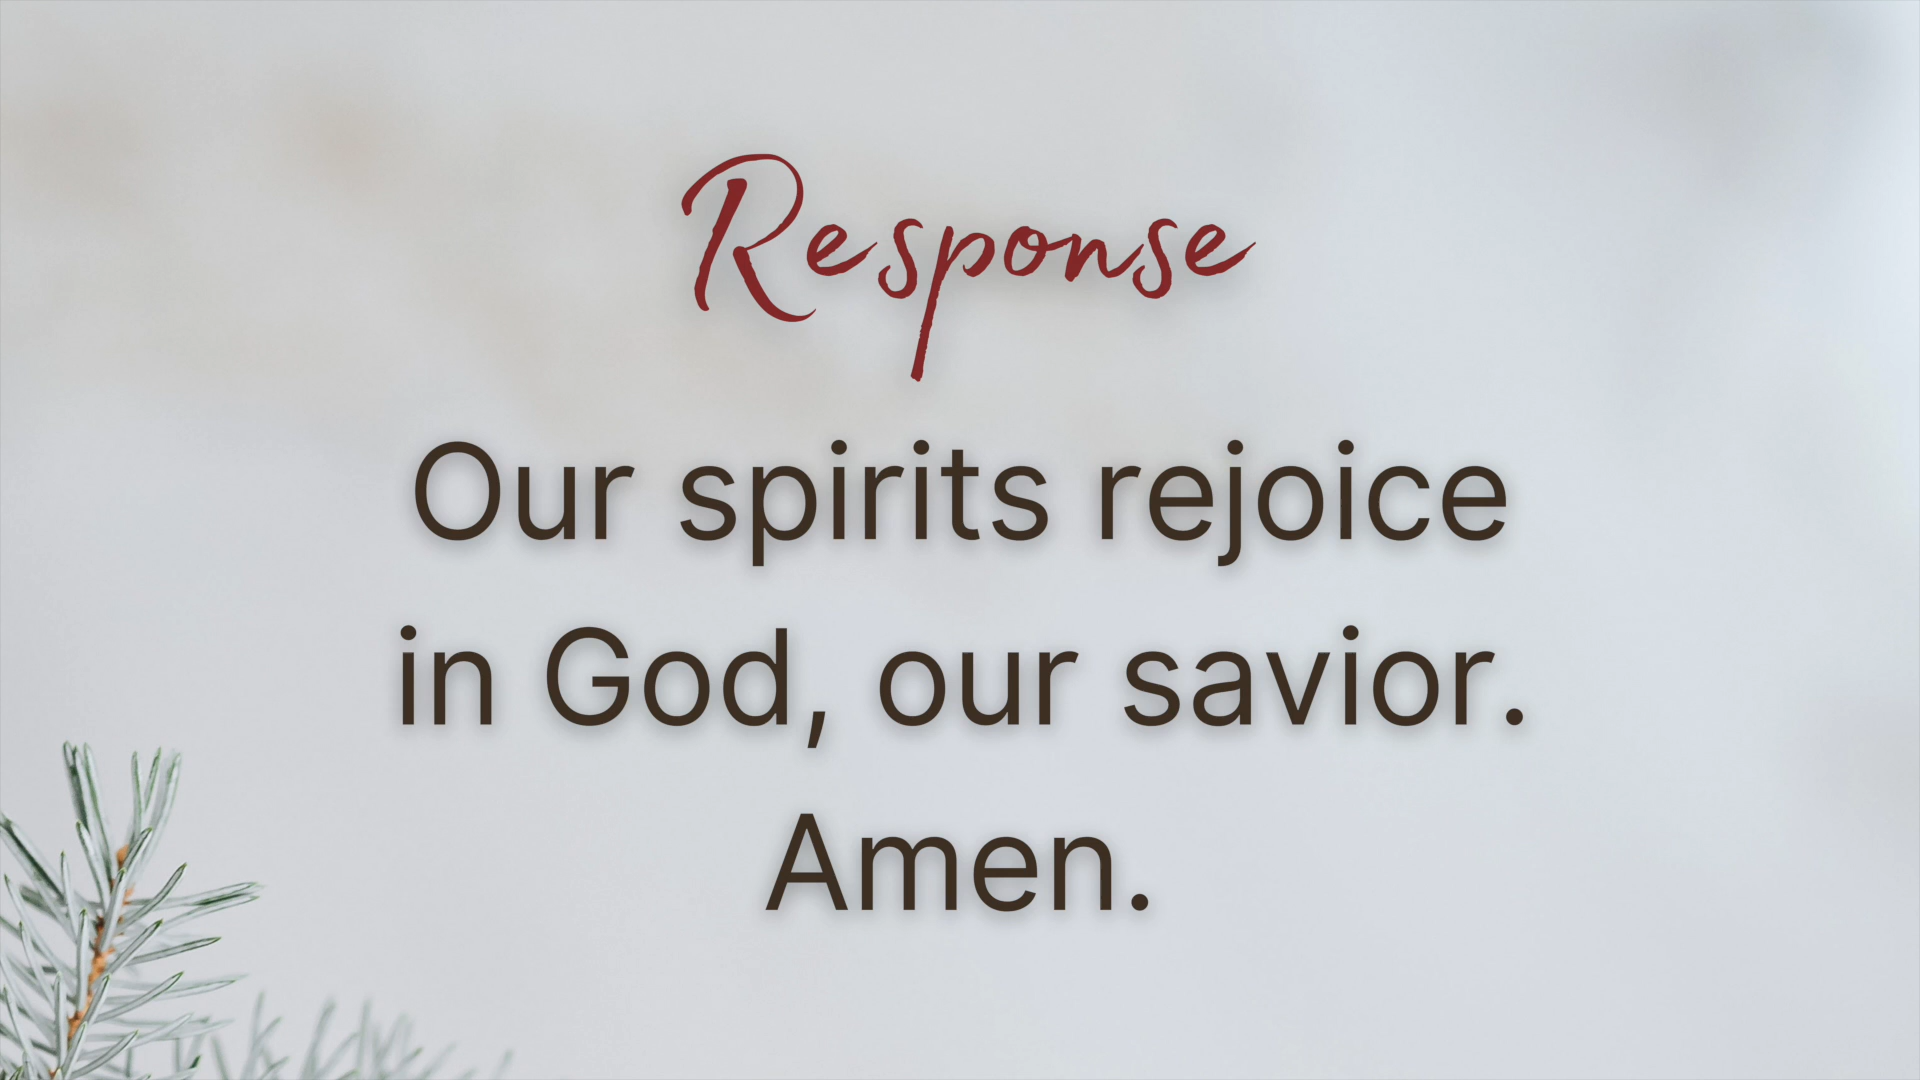 Response
Our spirits rejoice
in God, our savior.
Amen.